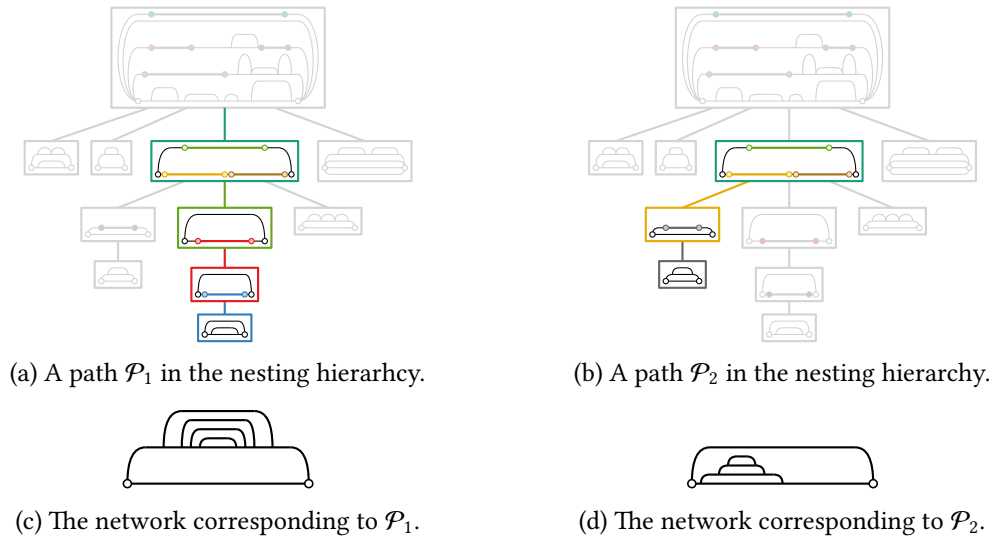 (a) A path 𝒫₁ in the nesting hierarhcy.
(b) A path 𝒫₂ in the nesting hierarchy.
(c) The network corresponding to 𝒫₁.
(d) The network corresponding to 𝒫₂.